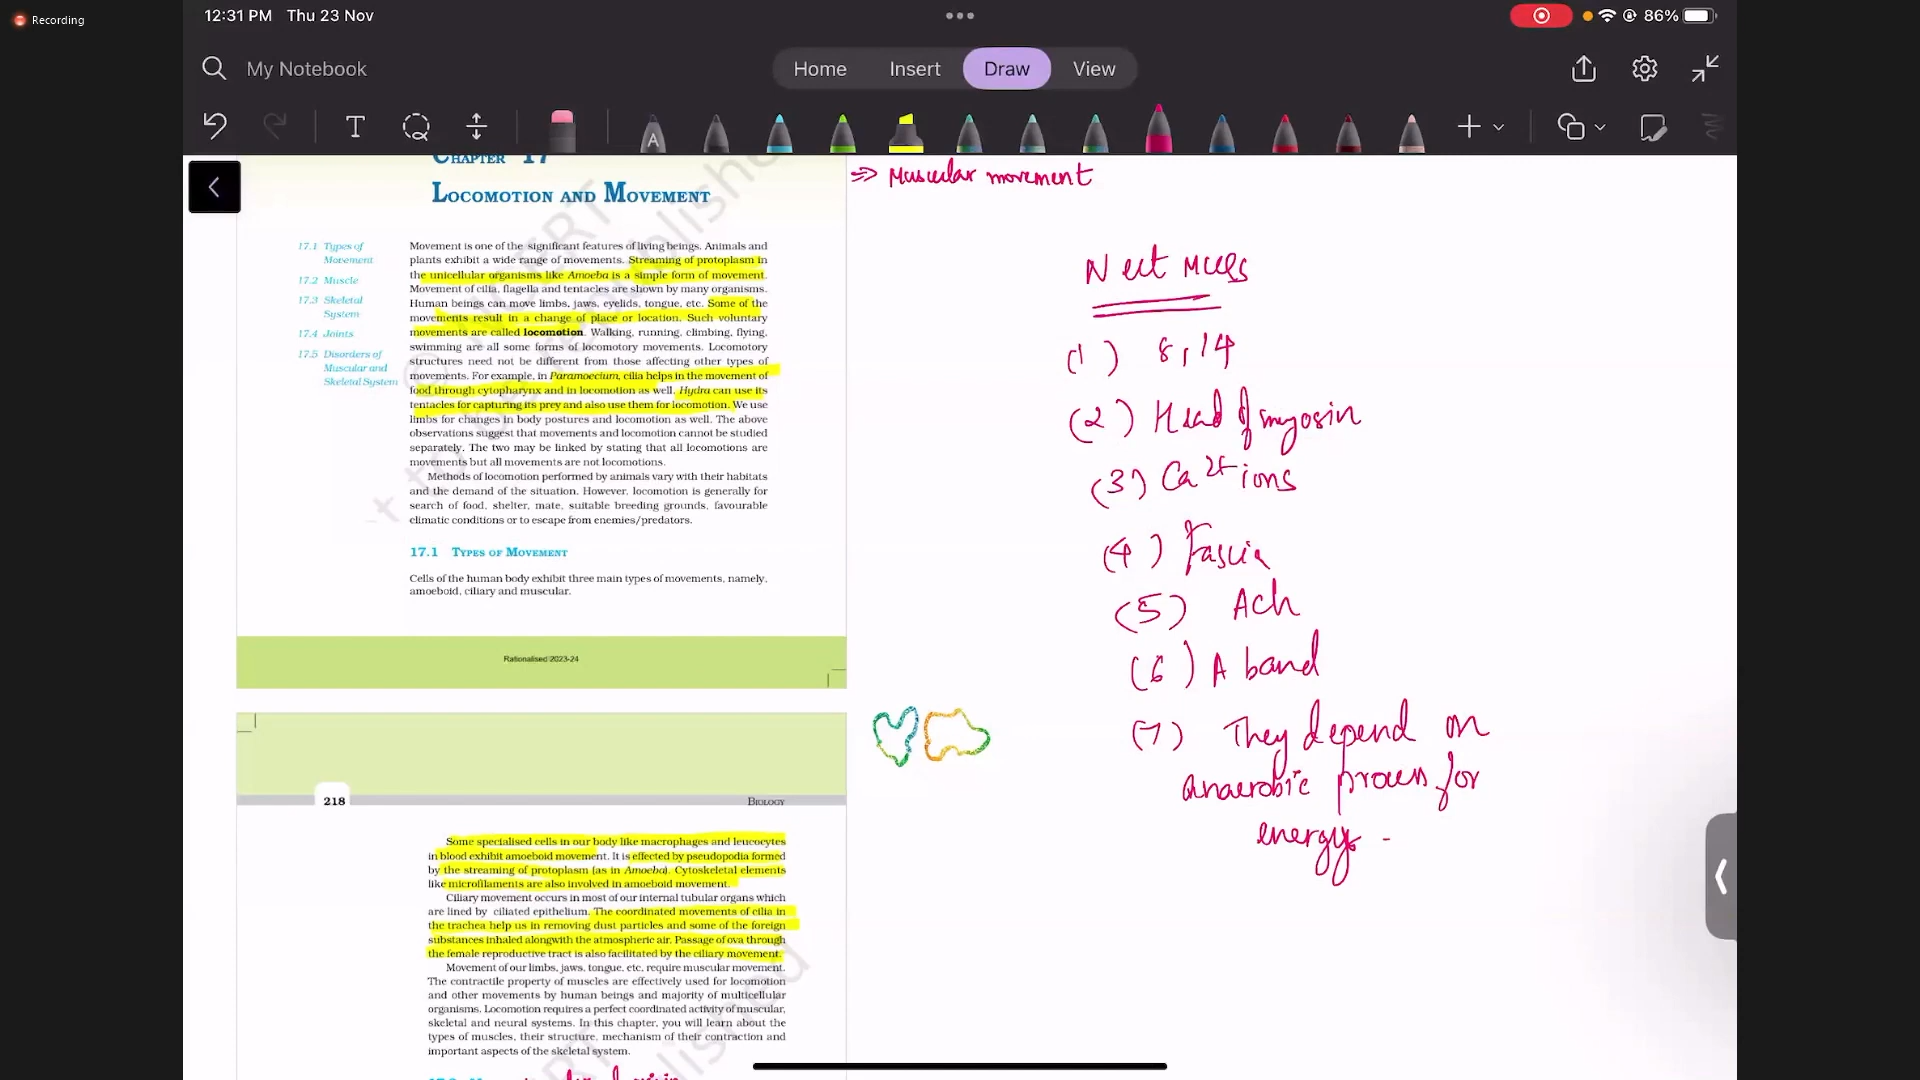 Recording
12:31 PM Thu 23 Nov
86%
My Notebook
Home
Insert
Draw
View
T
A
CHAPTER 17
LOCOMOTION AND MOVEMENT
17.1 Types of
Movement
17.2 Muscle
17.3 Skeletal
System
17.4 Joints
17.5 Disorders of
Muscular and
Skeletal System
Movement is one of the significant features of living beings. Animals and
plants exhibit a wide range of movements. Streaming of protoplasm in
the unicellular organisms like Amoeba is a simple form of movement.
Movement of cilia, flagella and tentacles are shown by many organisms.
Human beings can move limbs, jaws, eyelids, tongue, etc. Some of the
movements result in a change of place or location. Such voluntary
movements are called locomotion. Walking, running, climbing, flying,
swimming are all some forms of locomotory movements. Locomotory
structures need not be different from those affecting other types of
movements. For example, in Paramoecium, cilia helps in the movement of
food through cytopharynx and in locomotion as well. Hydra can use its
tentacles for capturing its prey and also use them for locomotion. We use
limbs for changes in body postures and locomotion as well. The above
observations suggest that movements and locomotion cannot be studied
separately. The two may be linked by stating that all locomotions are
movements but all movements are not locomotions.
Methods of locomotion performed by animals vary with their habitats
and the demand of the situation. However, locomotion is generally for
search of food, shelter, mate, suitable breeding grounds, favourable
climatic conditions or to escape from enemies/predators.
17.1 TYPES OF MOVEMENT
Cells of the human body exhibit three main types of movements, namely,
amoeboid, ciliary and muscular.
Rationalised 2023-24
218
BIOLOGY
Some specialised cells in our body like macrophages and leucocytes
in blood exhibit amoeboid movement. It is effected by pseudopodia formed
by the streaming of protoplasm (as in Amoeba). Cytoskeletal elements
like microfilaments are also involved in amoeboid movement.
Ciliary movement occurs in most of our internal tubular organs which
are lined by ciliated epithelium. The coordinated movements of cilia in
the trachea help us in removing dust particles and some of the foreign
substances inhaled alongwith the atmospheric air. Passage of ova through
the female reproductive tract is also facilitated by the ciliary movement.
Movement of our limbs, jaws, tongue, etc. require muscular movement.
The contractile property of muscles are effectively used for locomotion
and other movements by human beings and majority of multicellular
organisms. Locomotion requires a perfect coordinated activity of muscular,
skeletal and neural systems. In this chapter, you will learn about the
types of muscles, their structure, mechanism of their contraction and
important aspects of the skeletal system.
⇒ Muscular movement
Neet MCQs
(1) 8, 14
(2) Head of myosin
(3) Ca2+ ions
(4) Fascia
(5) Ach
(6) A band
(7) They depend on
anaerobic process for
energy.